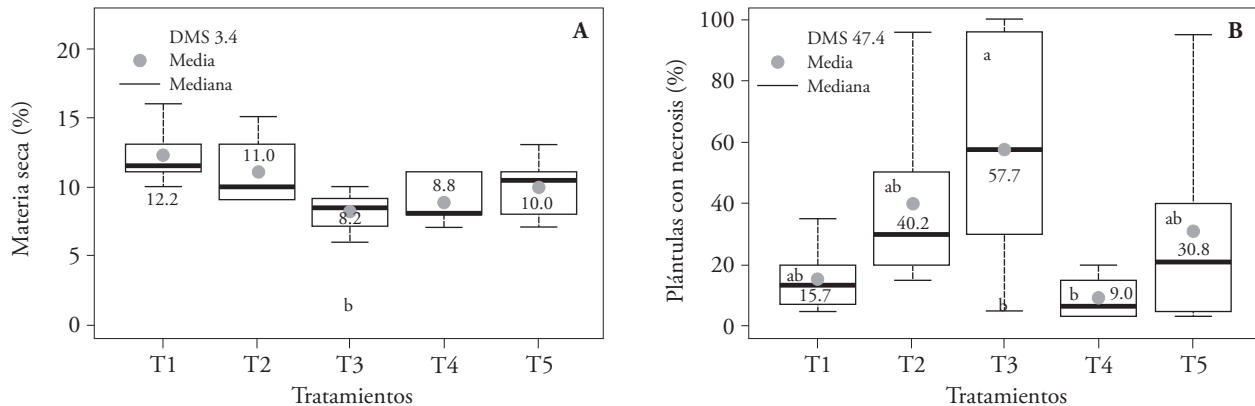 A
DMS 3.4
Media
Mediana
Materia seca (%)
20
15
10
5
0
12.2
11.0
8.2
8.8
10.0
b
T1 T2 T3 T4 T5
Tratamientos
B
DMS 47.4
Media
Mediana
Plántulas con necrosis (%)
100
80
60
40
20
0
ab
15.7
ab
40.2
a
57.7
b
b 9.0
ab
30.8
T1 T2 T3 T4 T5
Tratamientos